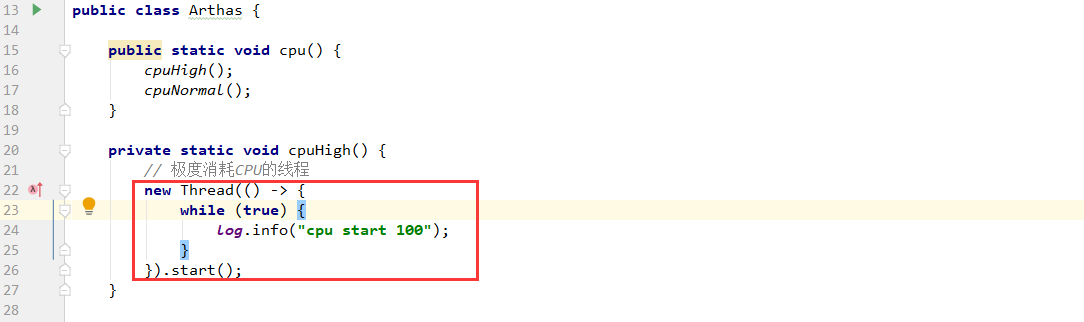 13 public class Arthas {
14
15     public static void cpu() {
16         cpuHigh();
17         cpuNormal();
18     }
19
20     private static void cpuHigh() {
21         // 极度消耗CPU的线程
22         new Thread(() -> {
23             while (true) {
24                 log.info("cpu start 100");
25             }
26         }).start();
27     }
28